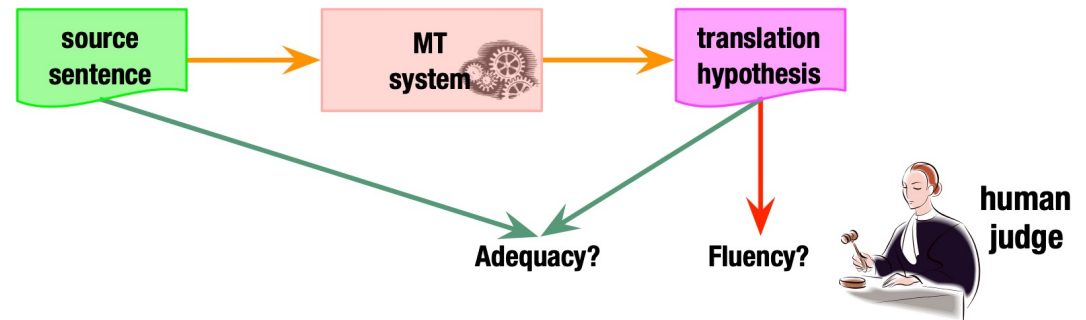 source
sentence
MT
system
translation
hypothesis
Adequacy?
Fluency?
human
judge